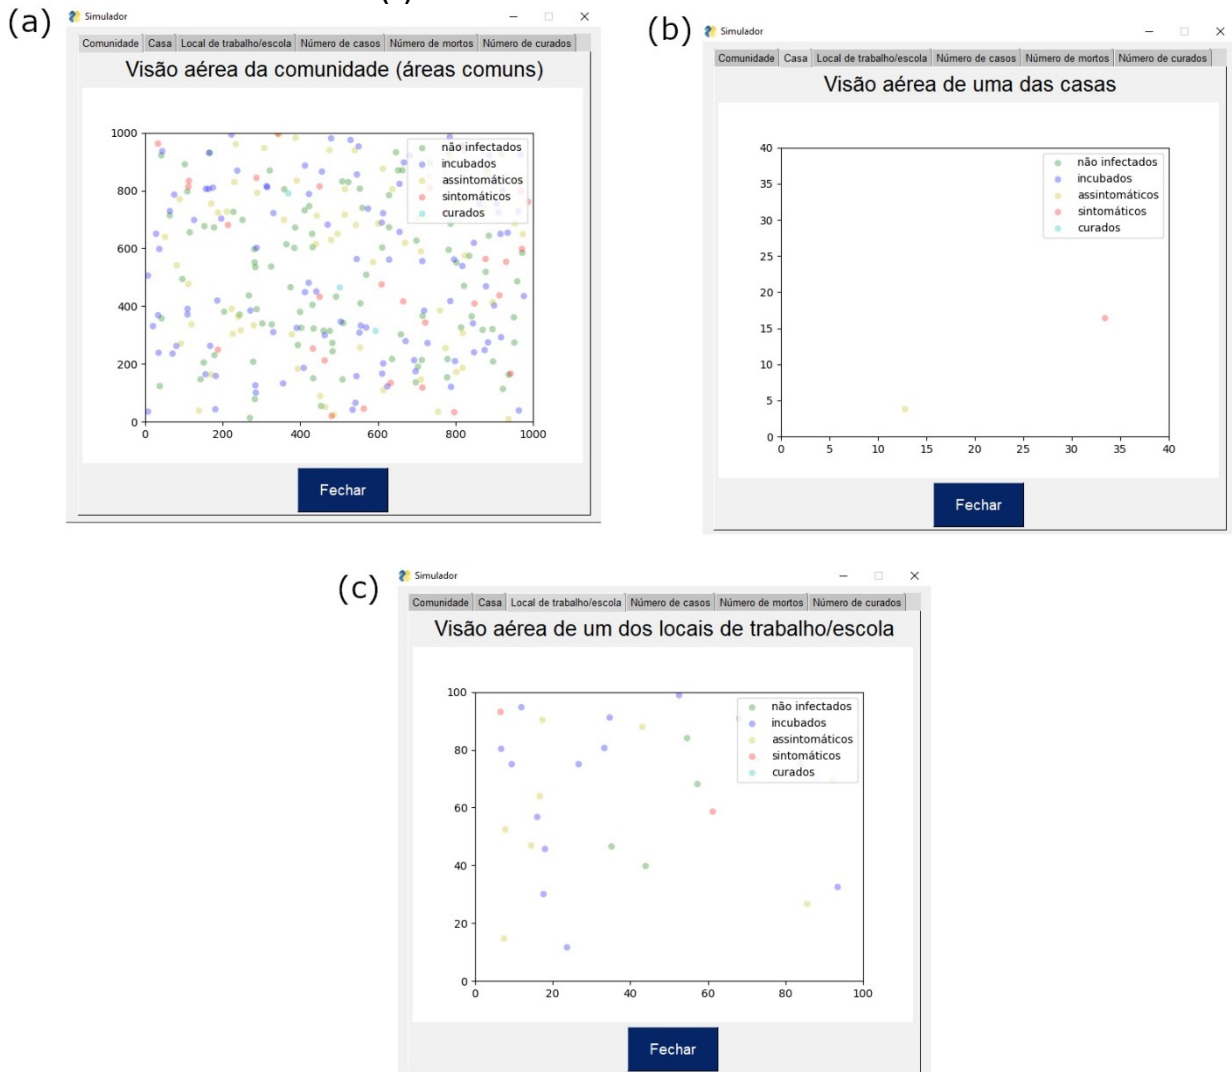 (a)
Simulador
Comunidade Casa Local de trabalho/escola Número de casos Número de mortos Número de curados
Visão aérea da comunidade (áreas comuns)
não infectados
incubados
assintomáticos
sintomáticos
curados
1000
800
600
400
200
0
0 200 400 600 800 1000
Fechar
(b)
Simulador
Comunidade Casa Local de trabalho/escola Número de casos Número de mortos Número de curados
Visão aérea de uma das casas
não infectados
incubados
assintomáticos
sintomáticos
curados
40
35
30
25
20
15
10
5
0
0 5 10 15 20 25 30 35 40
Fechar
(c)
Simulador
Comunidade Casa Local de trabalho/escola Número de casos Número de mortos Número de curados
Visão aérea de um dos locais de trabalho/escola
não infectados
incubados
assintomáticos
sintomáticos
curados
100
80
60
40
20
0
0 20 40 60 80 100
Fechar